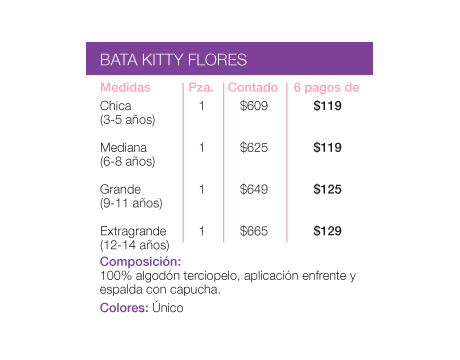 BATA KITTY FLORES
Medidas Pza. Contado 6 pagos de
Chica 1 $609 $119
(3-5 años)
Mediana 1 $625 $119
(6-8 años)
Grande 1 $649 $125
(9-11 años)
Extragrande 1 $665 $129
(12-14 años)
Composición:
100% algodón terciopelo, aplicación enfrente y
espalda con capucha.
Colores: Único